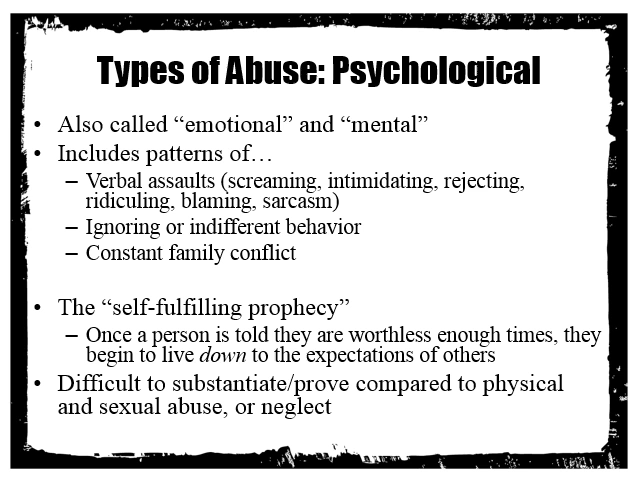 Types of Abuse: Psychological
• Also called “emotional” and “mental”
• Includes patterns of…
– Verbal assaults (screaming, intimidating, rejecting,
ridiculing, blaming, sarcasm)
– Ignoring or indifferent behavior
– Constant family conflict
• The “self-fulfilling prophecy”
– Once a person is told they are worthless enough times, they
begin to live down to the expectations of others
• Difficult to substantiate/prove compared to physical
and sexual abuse, or neglect